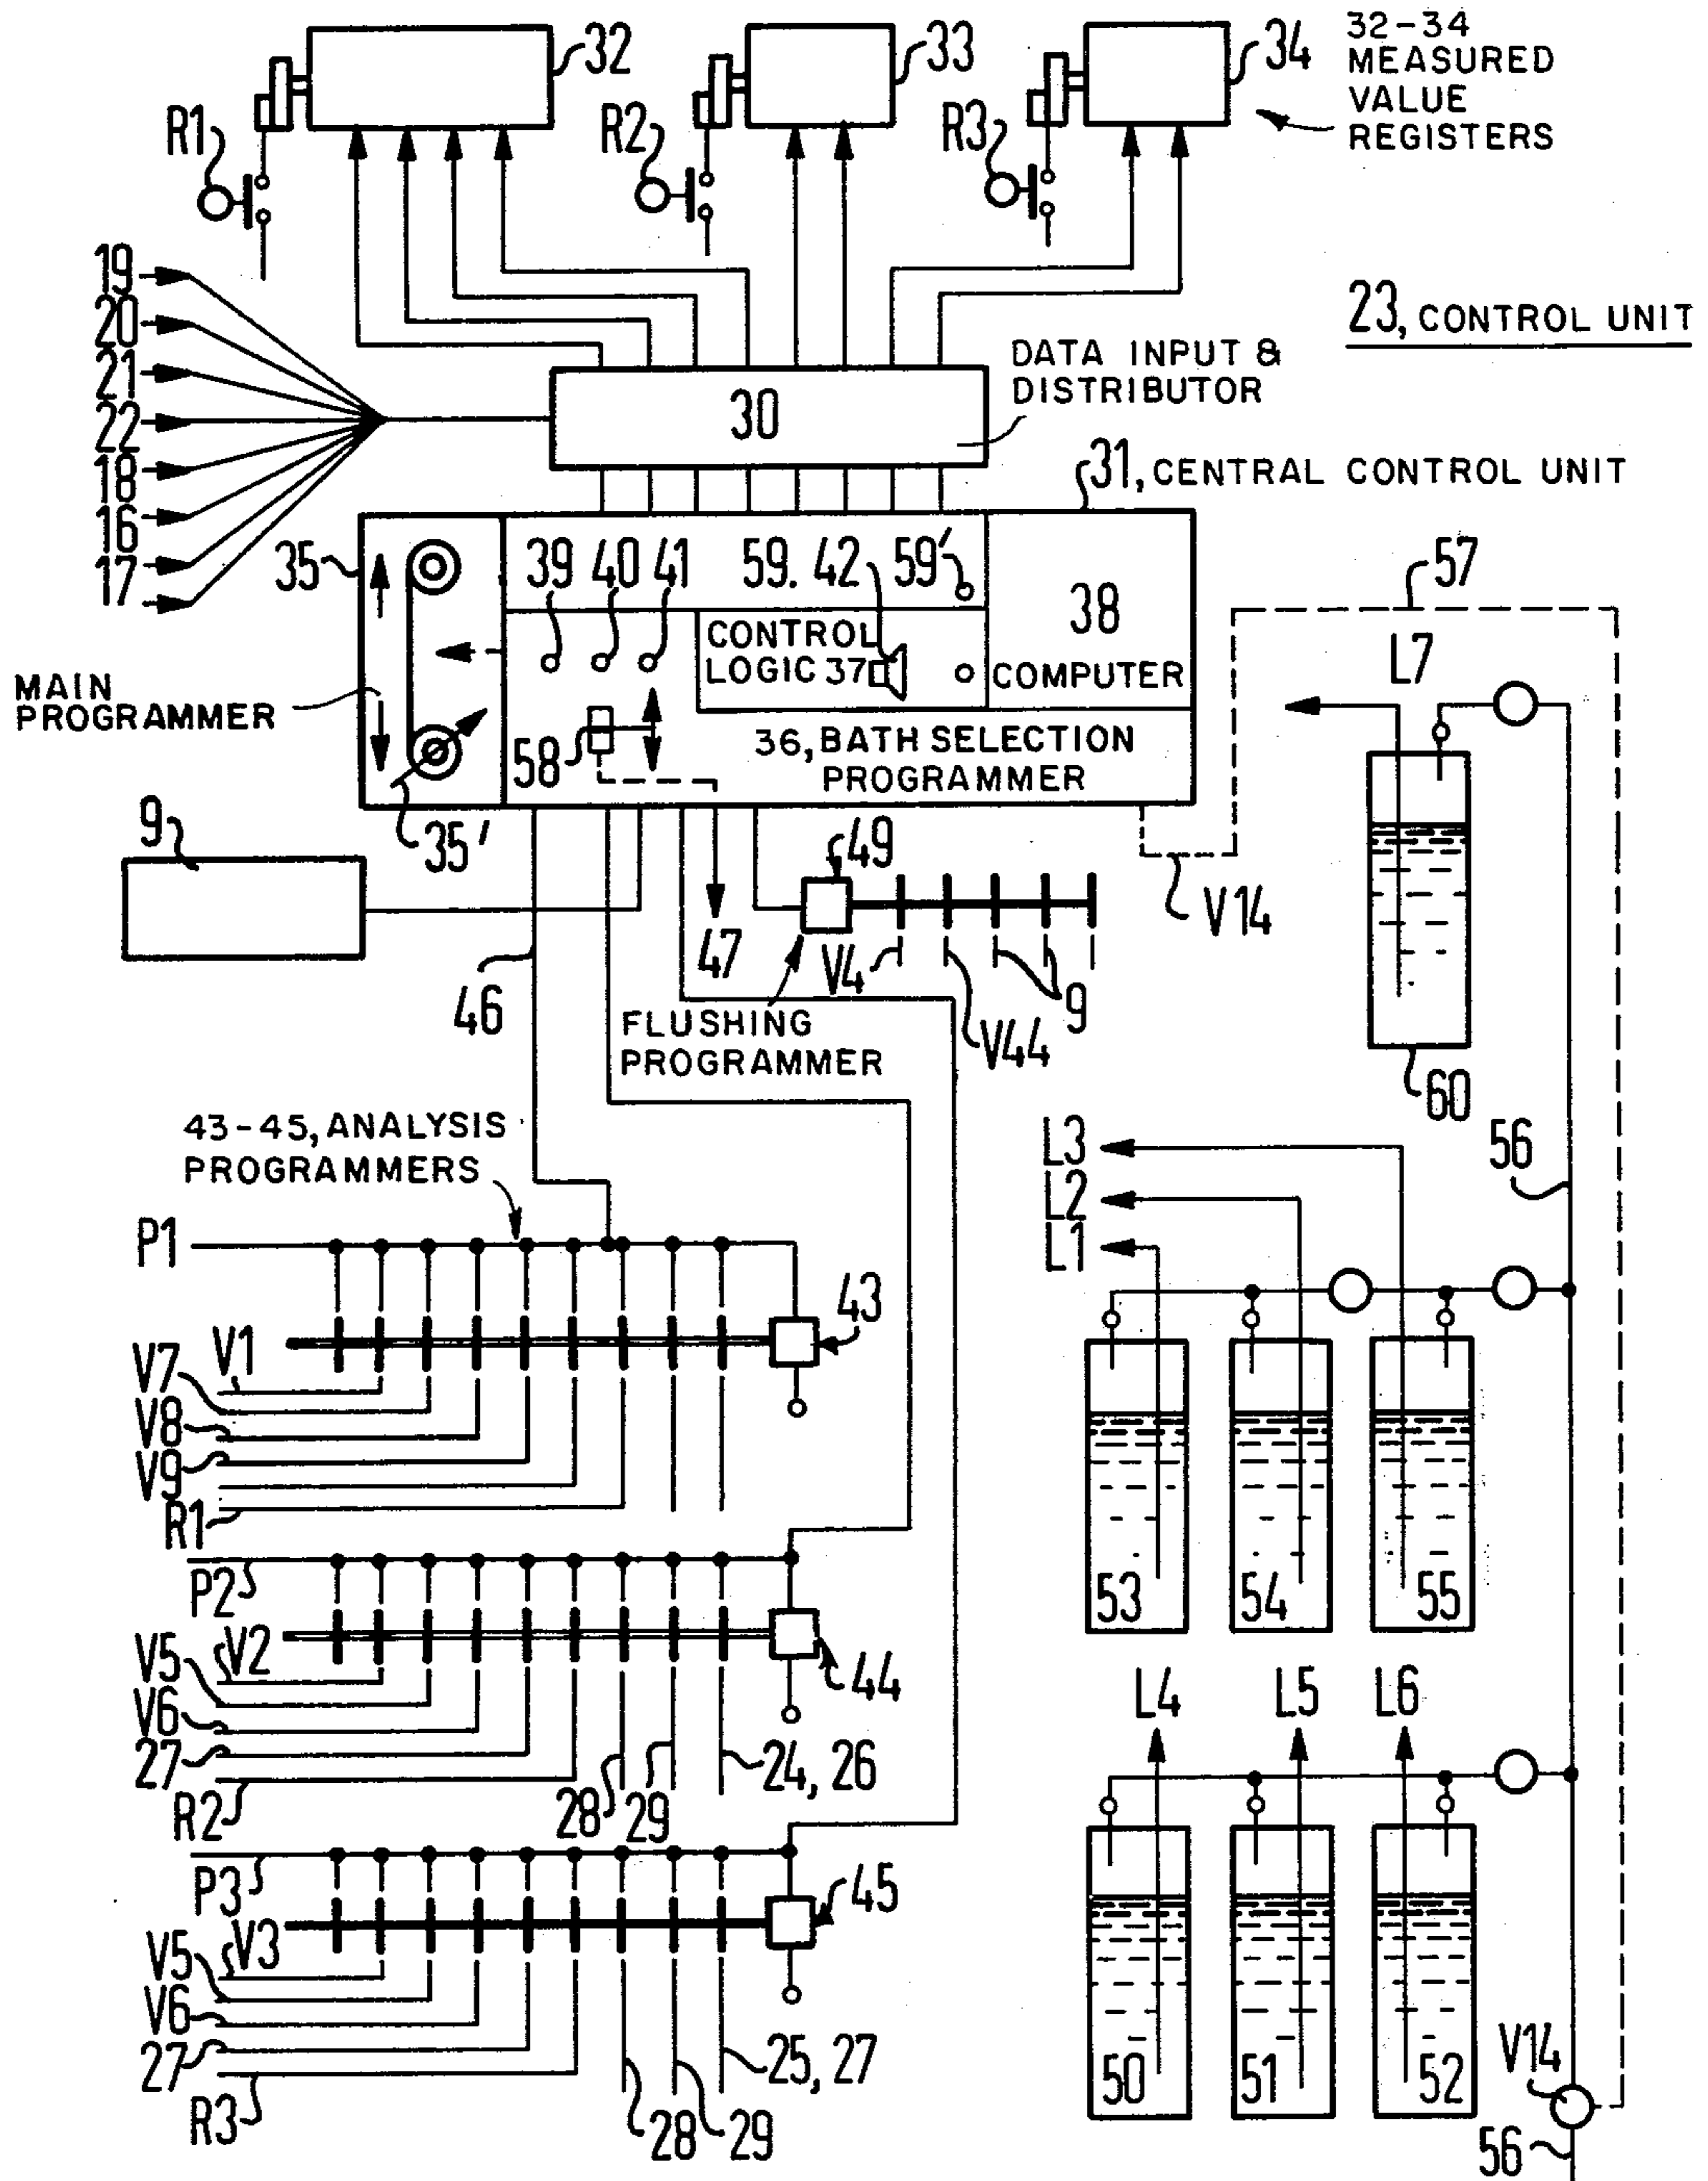 32
33
34
32-34
MEASURED
VALUE
REGISTERS
R1
R2
R3
19
20
21
22
18
16
17
23, CONTROL UNIT
DATA INPUT &
DISTRIBUTOR
30
31, CENTRAL CONTROL UNIT
35
39 40 41 59. 42 59'
38
COMPUTER
CONTROL
LOGIC 37
57
L7
MAIN
PROGRAMMER
58
36, BATH SELECTION
PROGRAMMER
9
35'
49
47
V4
V44
9
V14
46
FLUSHING
PROGRAMMER
60
56
43-45, ANALYSIS
PROGRAMMERS
L3
L2
L1
P1
43
V1
V7
V8
V9
R1
P2
44
V2
V5
V6
27
R2
28
29
24, 26
53
54
55
L4
L5
L6
P3
45
V3
V5
V6
27
R3
28
29
25, 27
50
51
52
V14
56